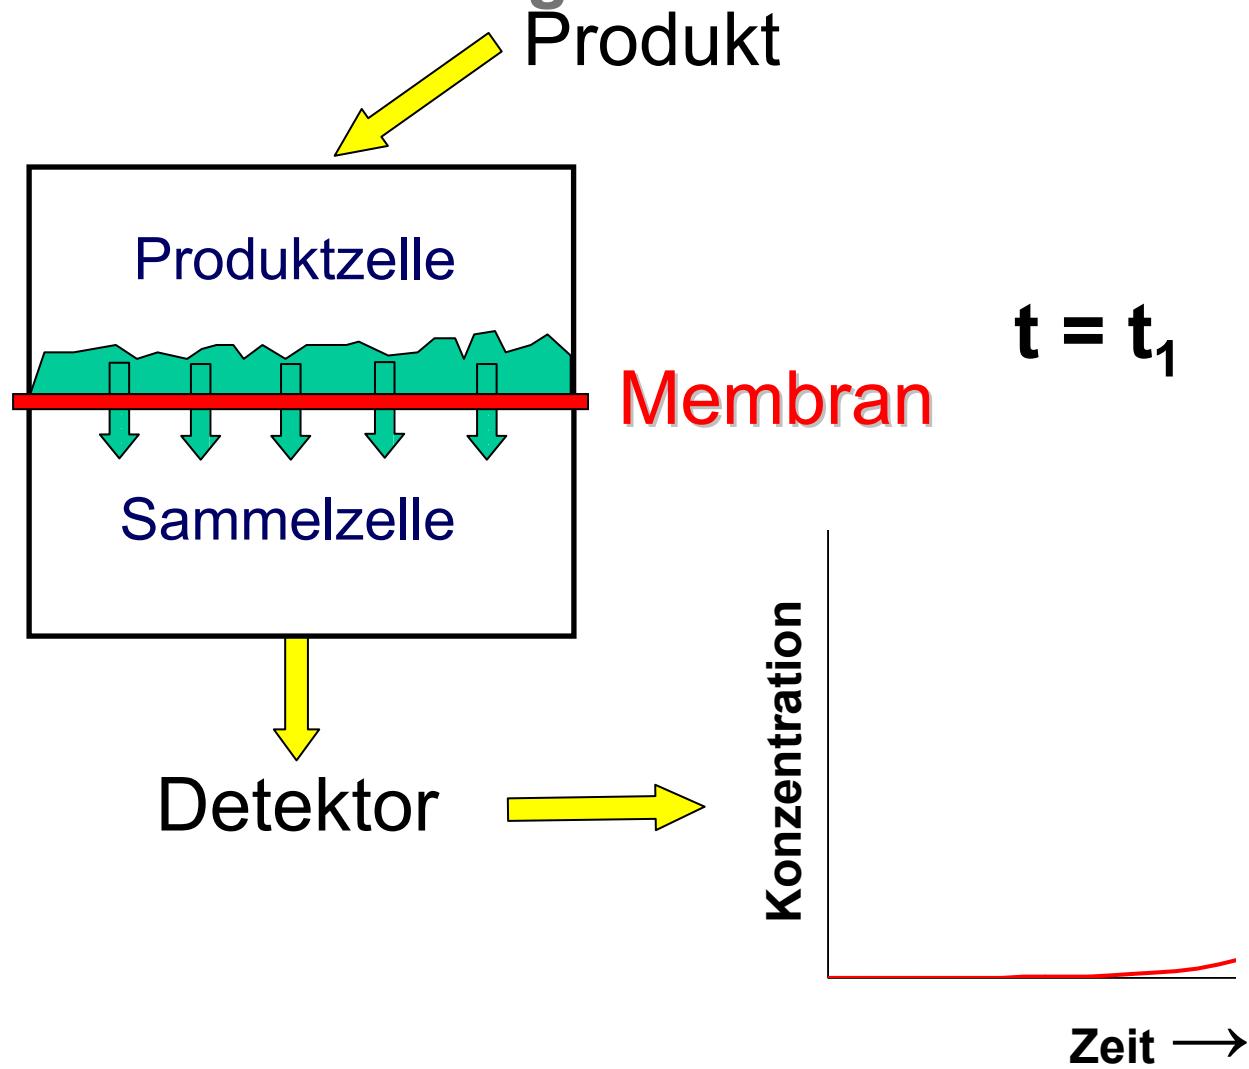 Produkt
Produktzelle
t = t₁
Membran
Sammelzelle
Detektor
Konzentration
Zeit →